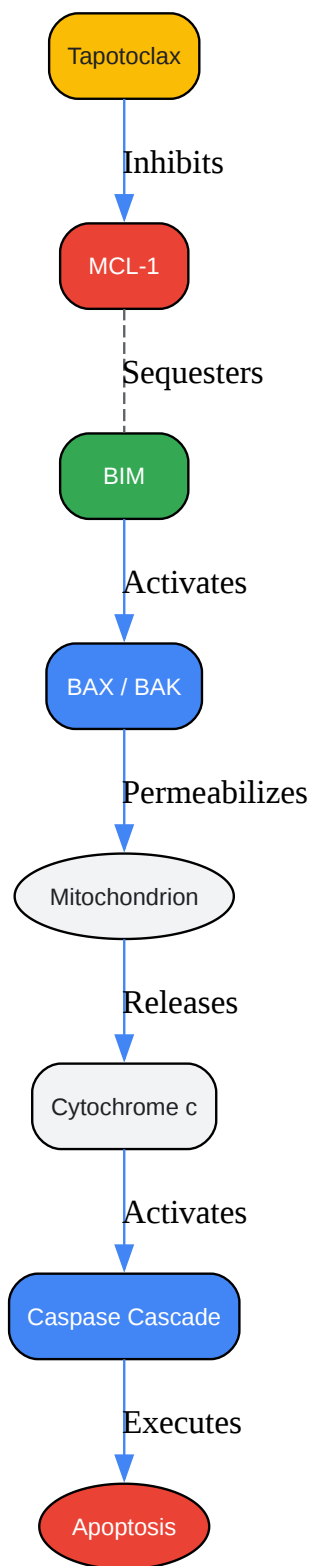 Tapotoclax
Inhibits
MCL-1
Sequesters
BIM
Activates
BAX / BAK
Permeabilizes
Mitochondrion
Releases
Cytochrome c
Activates
Caspase Cascade
Executes
Apoptosis